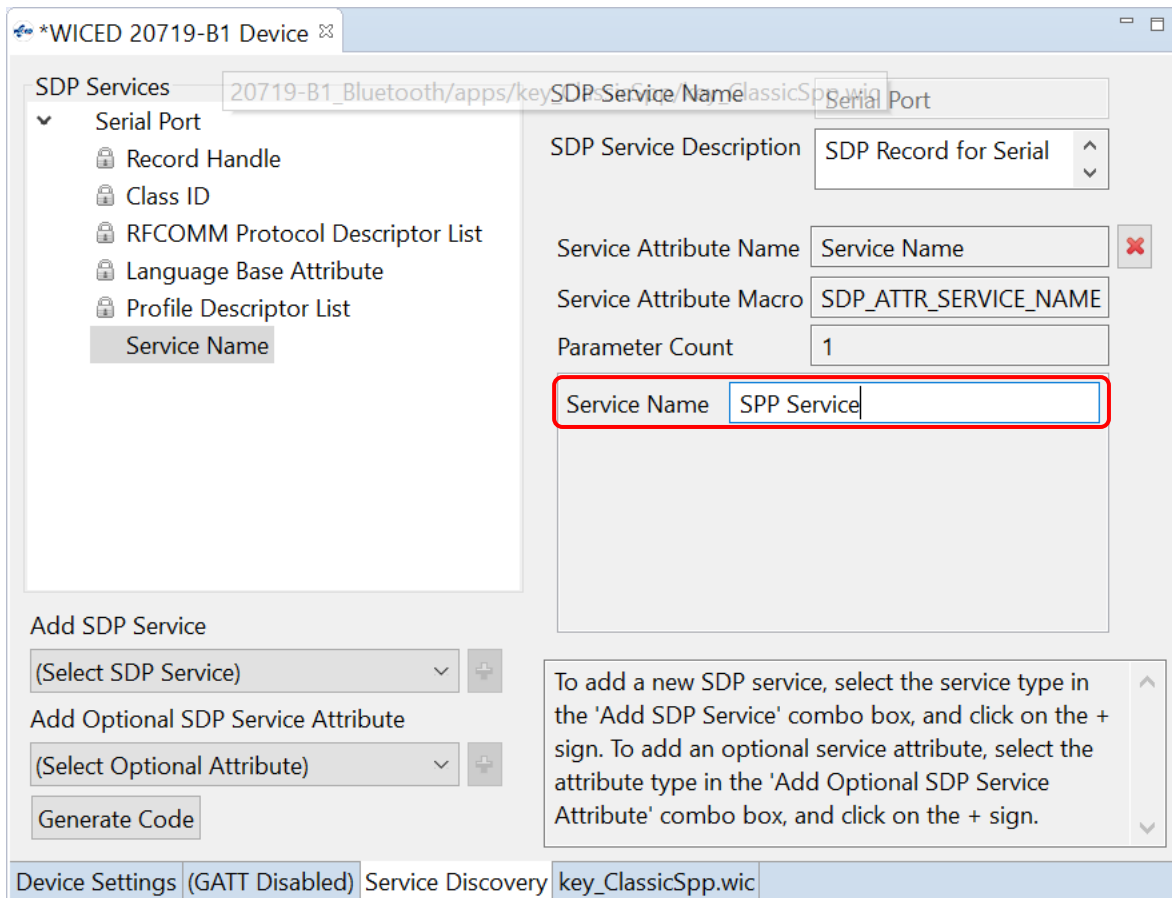 *WICED 20719-B1 Device
SDP Services
20719-B1_Bluetooth/apps/key_ClassicSpp/key_ClassicSpp.wic
Serial Port
Record Handle
Class ID
RFCOMM Protocol Descriptor List
Language Base Attribute
Profile Descriptor List
Service Name
Add SDP Service
(Select SDP Service)
Add Optional SDP Service Attribute
(Select Optional Attribute)
Generate Code
SDP Service Name
Serial Port
SDP Service Description
SDP Record for Serial
Service Attribute Name
Service Name
Service Attribute Macro
SDP_ATTR_SERVICE_NAME
Parameter Count
1
Service Name
SPP Service
To add a new SDP service, select the service type in
the 'Add SDP Service' combo box, and click on the +
sign. To add an optional service attribute, select the
attribute type in the 'Add Optional SDP Service
Attribute' combo box, and click on the + sign.
Device Settings
(GATT Disabled)
Service Discovery
key_ClassicSpp.wic